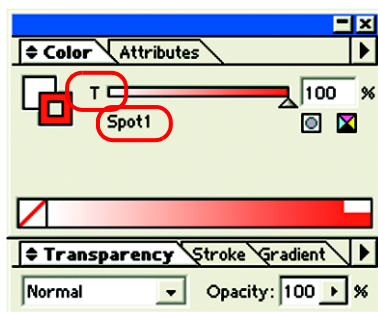 Color Attributes
T 100 %
Spot1
Transparency Stroke Gradient
Normal Opacity: 100 %